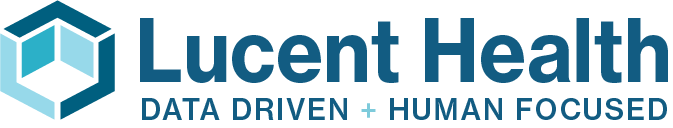 Lucent Health
DATA DRIVEN + HUMAN FOCUSED